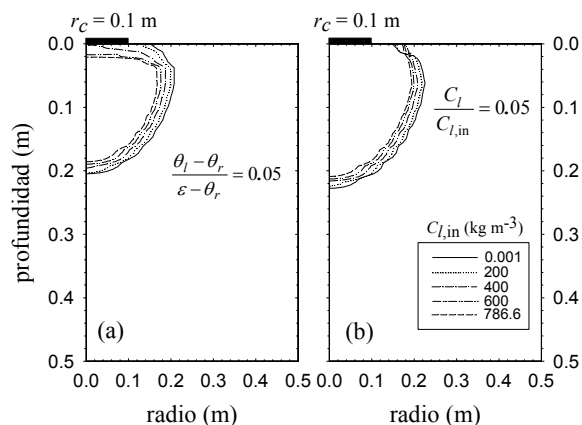 r_c = 0.1 m
r_c = 0.1 m
0.0
0.1
0.2
0.3
0.4
0.5
profundidad (m)
(θ_l − θ_r) / (ε − θ_r) = 0.05
(a)
0.0 0.1 0.2 0.3 0.4 0.5
radio (m)
C_l / C_{l,in} = 0.05
C_{l,in} (kg m⁻³)
0.001
200
400
600
786.6
(b)
0.0
0.1
0.2
0.3
0.4
0.5
0.0 0.1 0.2 0.3 0.4 0.5
radio (m)